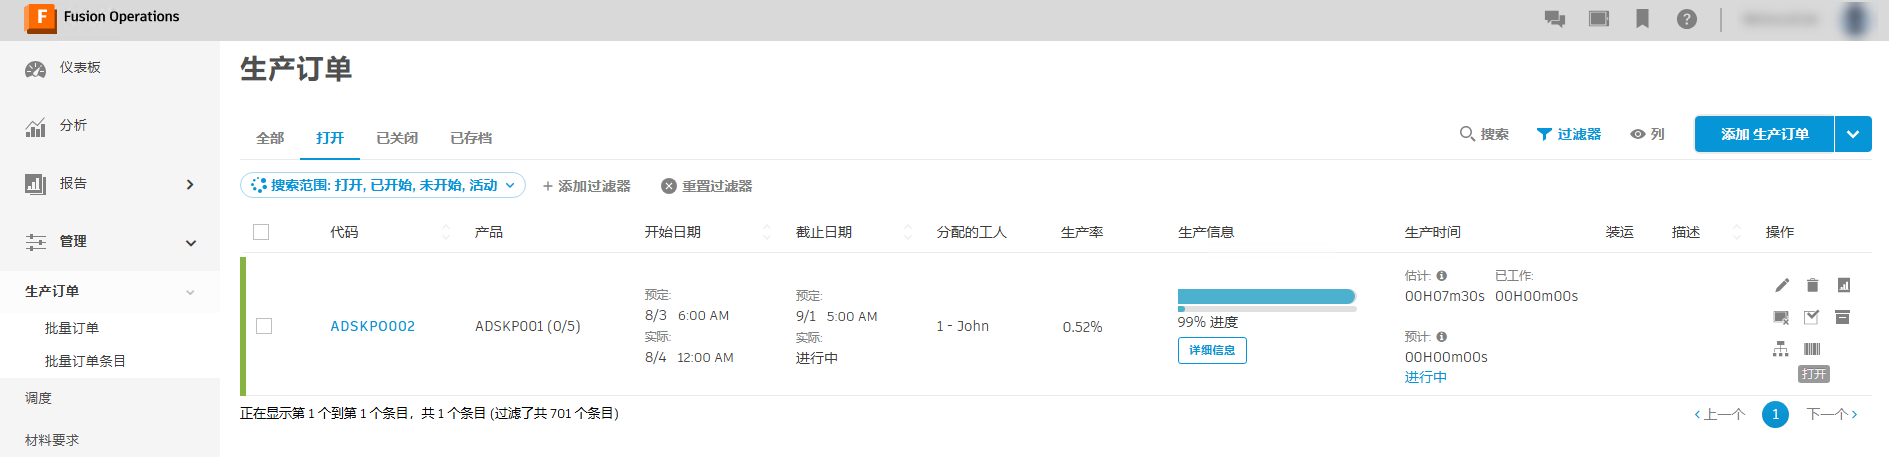 Fusion Operations
仪表板
分析
报告
管理
生产订单
批量订单
批量订单条目
调度
材料要求
生产订单
全部 打开 已关闭 已存档
搜索 过滤器 列 添加 生产订单
搜索范围: 打开, 已开始, 未开始, 活动 + 添加过滤器 重置过滤器
代码 产品 开始日期 截止日期 分配的工人 生产率 生产信息 生产时间 装运 描述 操作
ADSKPO002
ADSKP001 (0/5)
预定:
8/3 6:00 AM
实际:
8/4 12:00 AM
预定:
9/1 5:00 AM
实际:
进行中
1 - John
0.52%
99% 进度
详细信息
估计: 已工作:
00H07m30s 00H00m00s
预计:
00H00m00s
进行中
打开
正在显示第 1 个到第 1 个条目，共 1 个条目 (过滤了共 701 个条目)
上一个 1 下一个